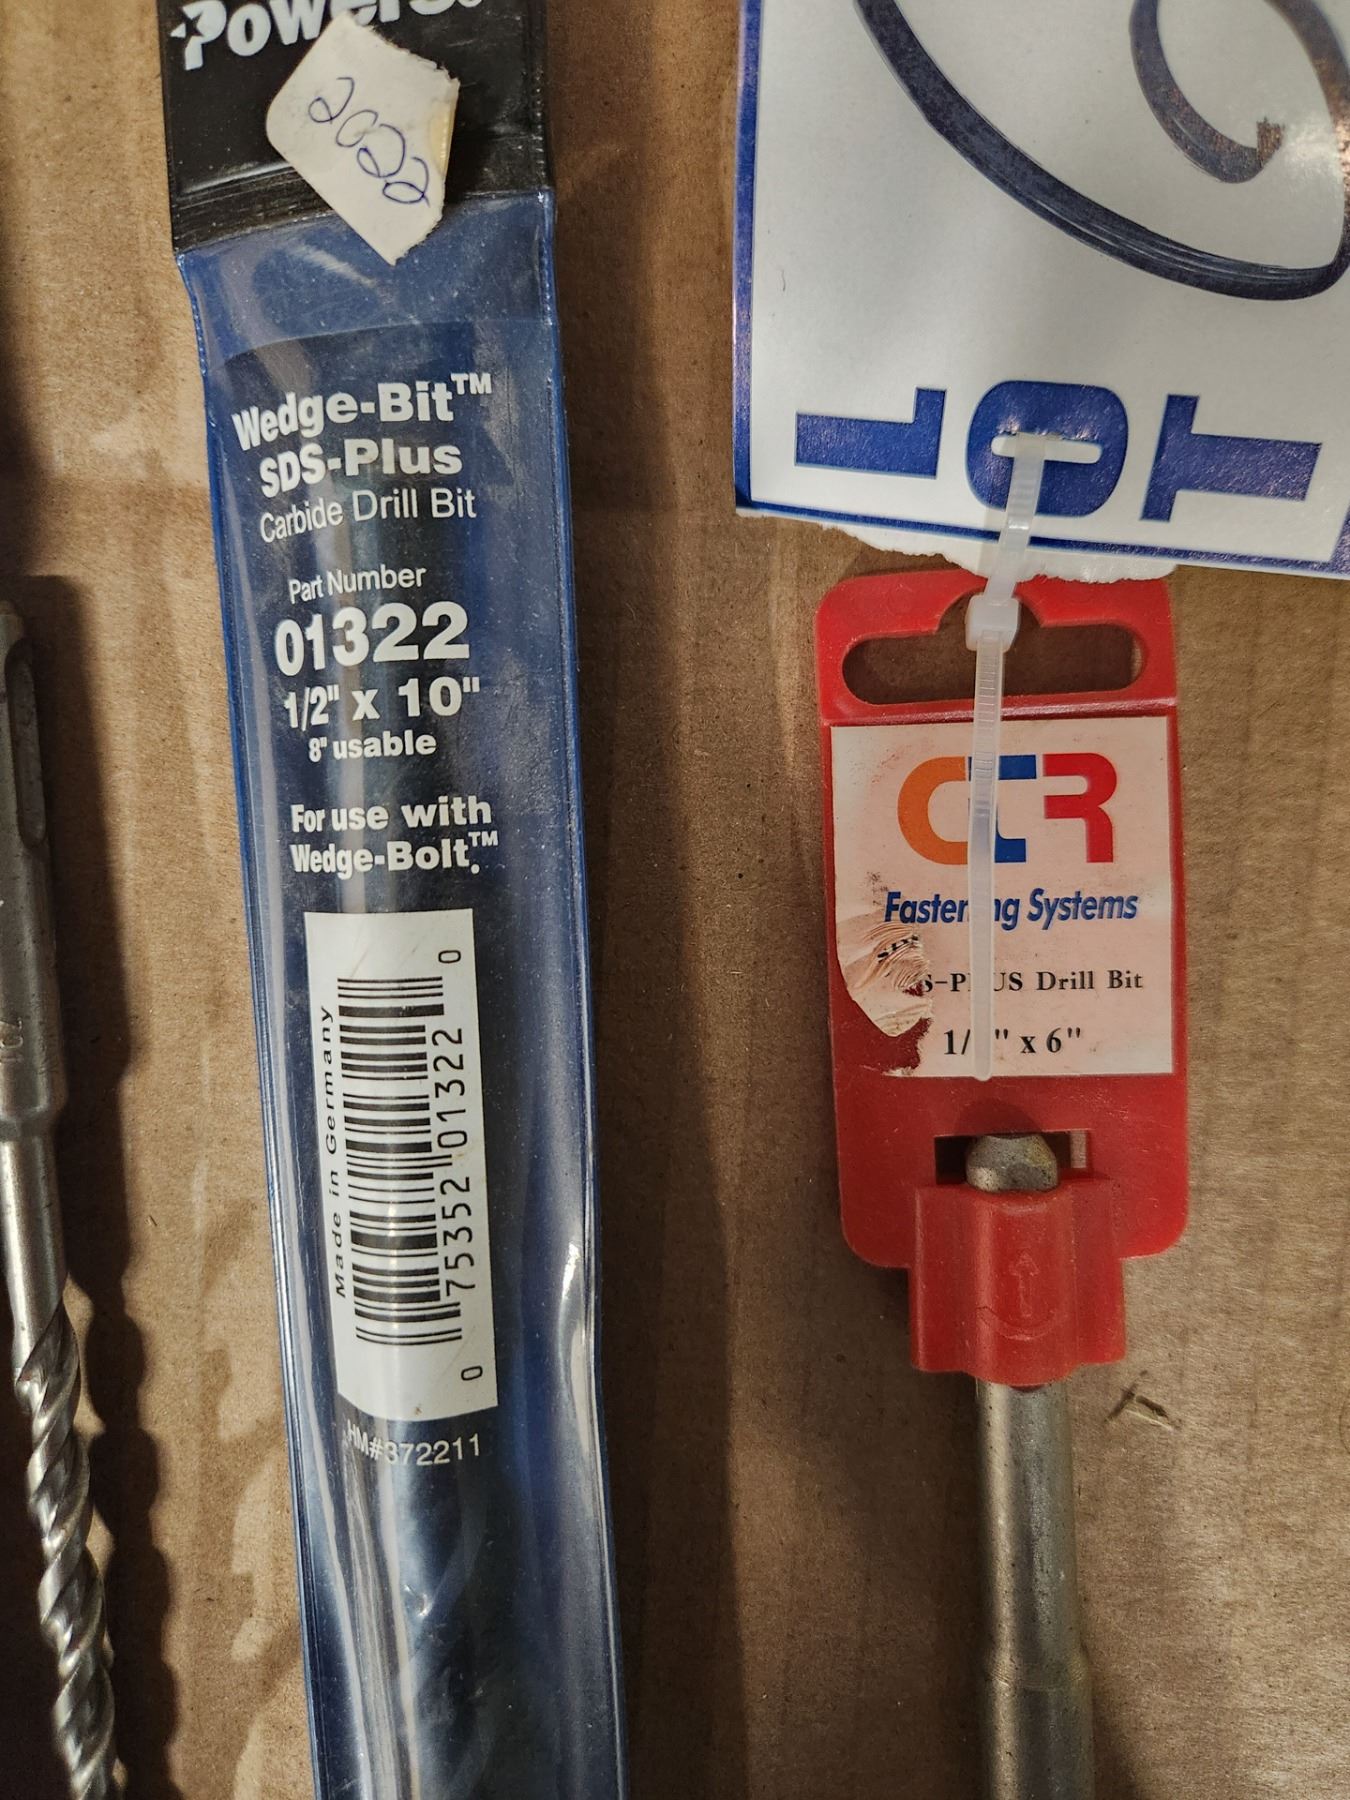 Powers
2022
Wedge-Bit™
SDS-Plus
Carbide Drill Bit
Part Number
01322
1/2" x 10"
8" usable
For use with
Wedge-Bolt™.
Made in Germany
0 75352 01322 0
HM#372211
LOT
CTR
Systems
Drill Bit
x 6"